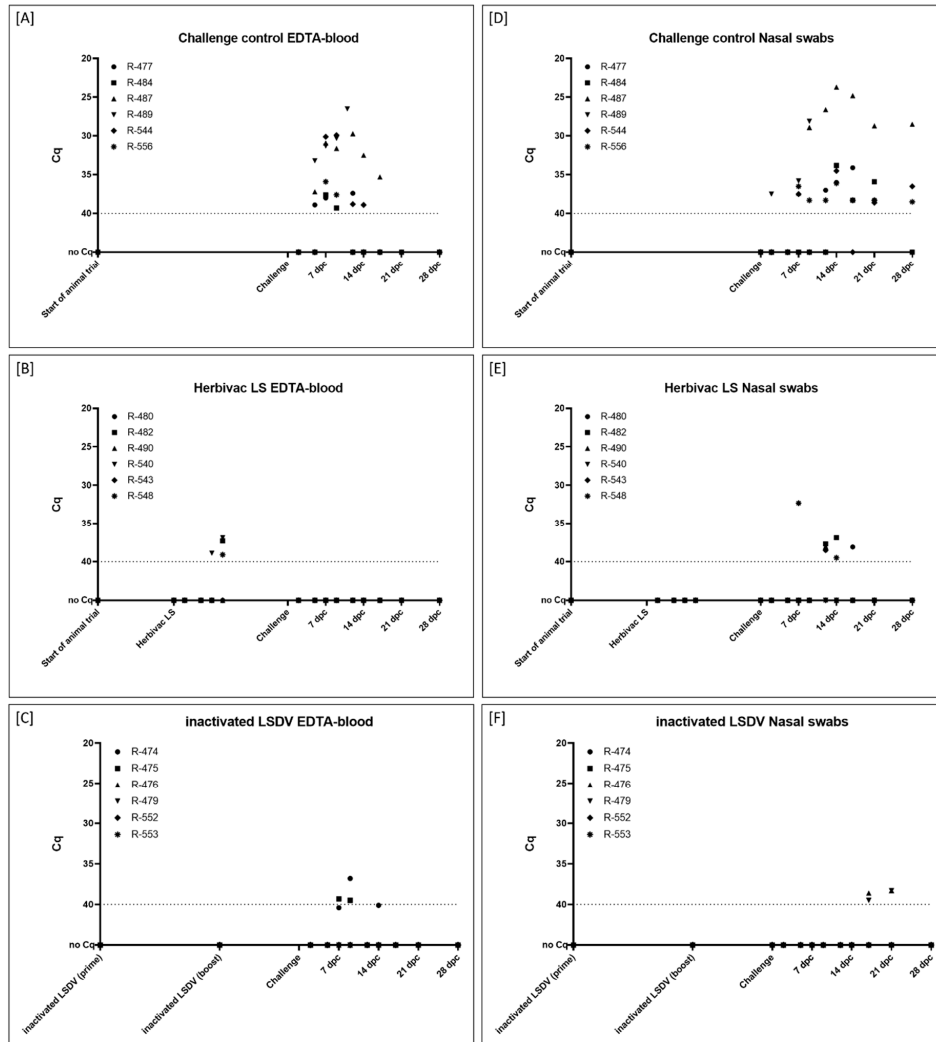 [A]
Challenge control EDTA-blood
20
25
30
35
40
no Cq
Cq
R-477
R-484
R-487
R-489
R-544
R-556
Start of animal trial
Challenge
7 dpc
14 dpc
21 dpc
28 dpc
[D]
Challenge control Nasal swabs
20
25
30
35
40
no Cq
Cq
R-477
R-484
R-487
R-489
R-544
R-556
Start of animal trial
Challenge
7 dpc
14 dpc
21 dpc
28 dpc
[B]
Herbivac LS EDTA-blood
20
25
30
35
40
no Cq
Cq
R-480
R-482
R-490
R-540
R-543
R-548
Start of animal trial
Herbivac LS
Challenge
7 dpc
14 dpc
21 dpc
28 dpc
[E]
Herbivac LS Nasal swabs
20
25
30
35
40
no Cq
Cq
R-480
R-482
R-490
R-540
R-543
R-548
Start of animal trial
Herbivac LS
Challenge
7 dpc
14 dpc
21 dpc
28 dpc
[C]
inactivated LSDV EDTA-blood
20
25
30
35
40
no Cq
Cq
R-474
R-475
R-476
R-479
R-552
R-553
inactivated LSDV (prime)
inactivated LSDV (boost)
Challenge
7 dpc
14 dpc
21 dpc
28 dpc
[F]
inactivated LSDV Nasal swabs
20
25
30
35
40
no Cq
Cq
R-474
R-475
R-476
R-479
R-552
R-553
inactivated LSDV (prime)
inactivated LSDV (boost)
Challenge
7 dpc
14 dpc
21 dpc
28 dpc